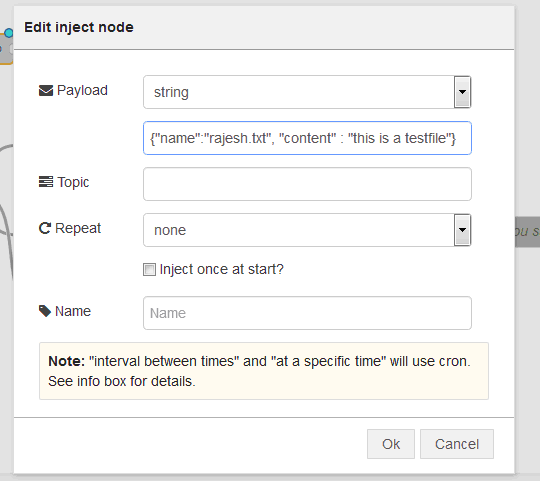 Edit inject node
Payload
string
{"name":"rajesh.txt", "content" : "this is a testfile"}
Topic
Repeat
none
Inject once at start?
Name
Name
Note: "interval between times" and "at a specific time" will use cron.
See info box for details.
Ok
Cancel